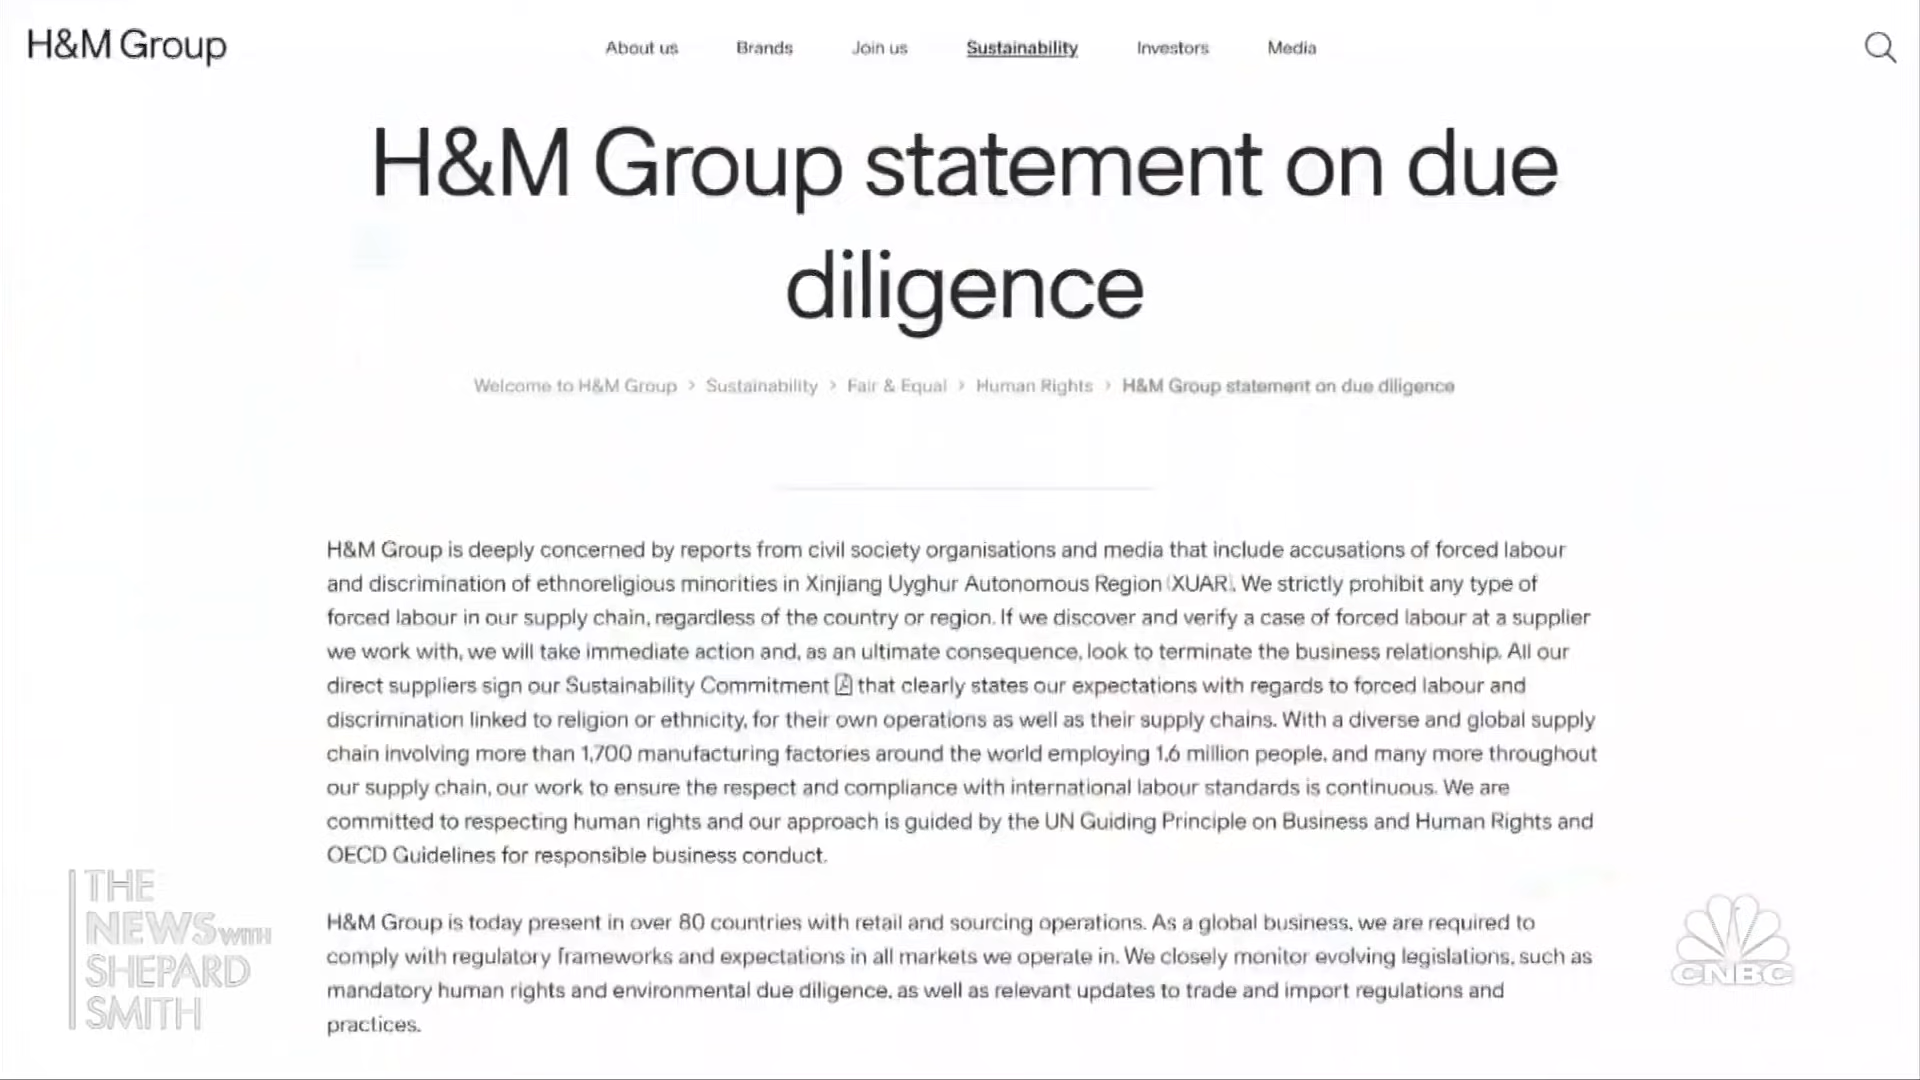 H&M Group
About us Brands Join us Sustainability Investors Media
H&M Group statement on due
diligence
Welcome to H&M Group > Sustainability > Fair & Equal > Human Rights > H&M Group statement on due diligence
H&M Group is deeply concerned by reports from civil society organisations and media that include accusations of forced labour
and discrimination of ethnoreligious minorities in Xinjiang Uyghur Autonomous Region (XUAR). We strictly prohibit any type of
forced labour in our supply chain, regardless of the country or region. If we discover and verify a case of forced labour at a supplier
we work with, we will take immediate action and, as an ultimate consequence, look to terminate the business relationship. All our
direct suppliers sign our Sustainability Commitment that clearly states our expectations with regards to forced labour and
discrimination linked to religion or ethnicity, for their own operations as well as their supply chains. With a diverse and global supply
chain involving more than 1,700 manufacturing factories around the world employing 1.6 million people, and many more throughout
our supply chain, our work to ensure the respect and compliance with international labour standards is continuous. We are
committed to respecting human rights and our approach is guided by the UN Guiding Principle on Business and Human Rights and
OECD Guidelines for responsible business conduct.
H&M Group is today present in over 80 countries with retail and sourcing operations. As a global business, we are required to
comply with regulatory frameworks and expectations in all markets we operate in. We closely monitor evolving legislations, such as
mandatory human rights and environmental due diligence, as well as relevant updates to trade and import regulations and
practices.
THE
NEWS WITH
SHEPARD
SMITH
CNBC